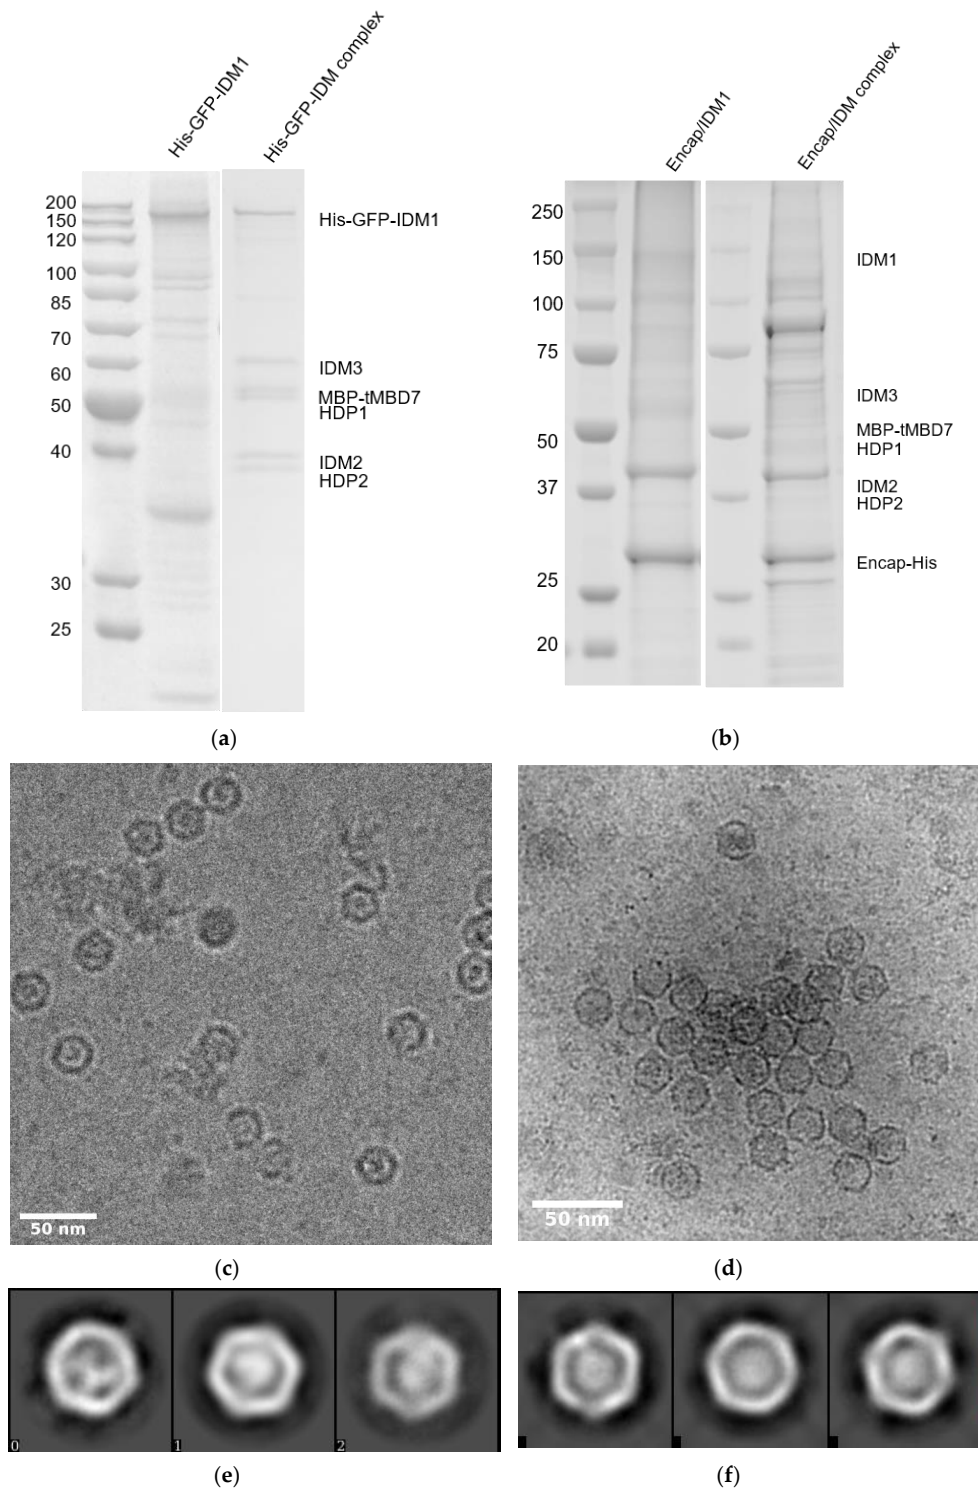 His-GFP-IDM1
His-GFP-IDM complex
200
150
120
100
85
70
60
50
40
30
25
His-GFP-IDM1
IDM3
MBP-tMBD7
HDP1
IDM2
HDP2
(a)
Encap/IDM1
Encap/IDM complex
250
150
100
75
50
37
25
20
IDM1
IDM3
MBP-tMBD7
HDP1
IDM2
HDP2
Encap-His
(b)
50 nm
(c)
50 nm
(d)
0
1
2
(e)
(f)